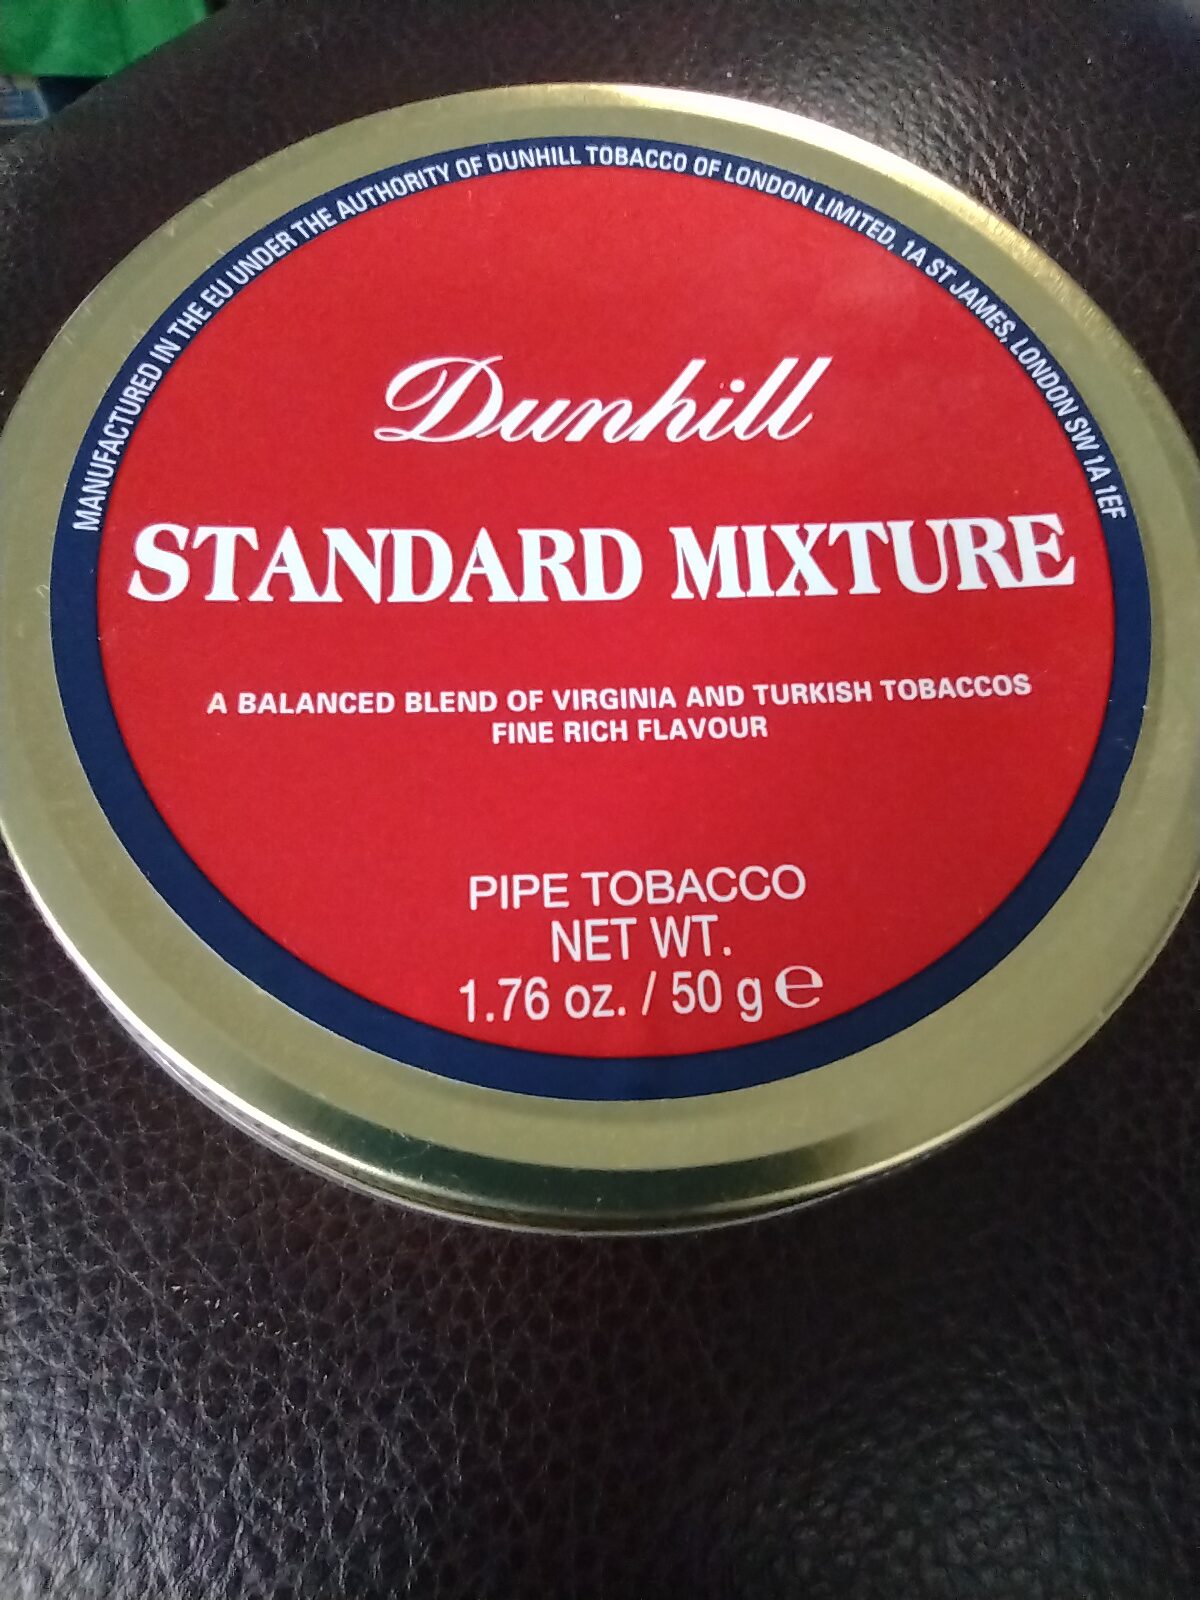 MANUFACTURED IN THE EU UNDER THE AUTHORITY OF DUNHILL TOBACCO OF LONDON LIMITED, 1A ST JAMES, LONDON SW1A 1EF
Dunhill
STANDARD MIXTURE
A BALANCED BLEND OF VIRGINIA AND TURKISH TOBACCOS
FINE RICH FLAVOUR
PIPE TOBACCO
NET WT.
1.76 oz. / 50 g ℮